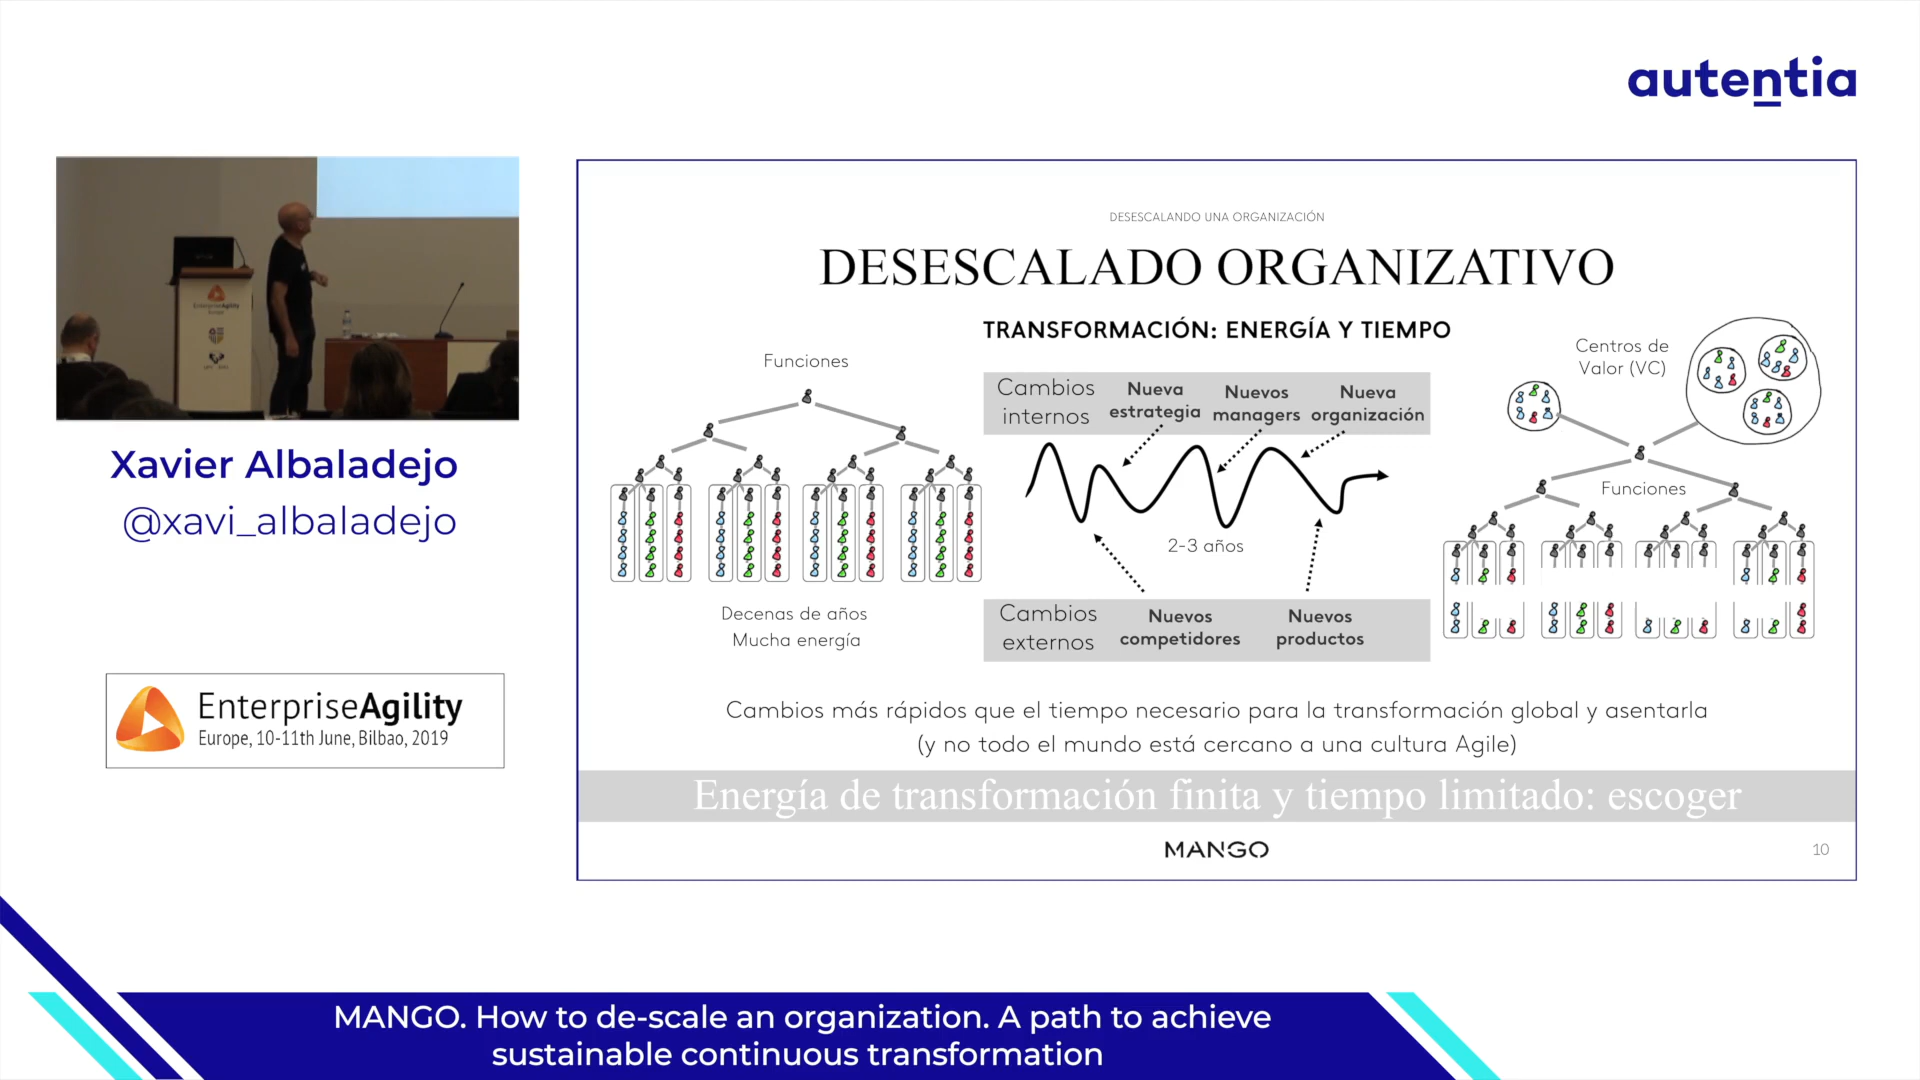 autentia
DESESCALANDO UNA ORGANIZACIÓN
DESESCALADO ORGANIZATIVO
TRANSFORMACIÓN: ENERGÍA Y TIEMPO
Funciones
Decenas de años
Mucha energía
Cambios
internos
Nueva
estrategia
Nuevos
managers
Nueva
organización
2-3 años
Cambios
externos
Nuevos
competidores
Nuevos
productos
Centros de
Valor (VC)
Funciones
Cambios más rápidos que el tiempo necesario para la transformación global y asentarla
(y no todo el mundo está cercano a una cultura Agile)
Energía de transformación finita y tiempo limitado: escoger
MANGO
10
EnterpriseAgility
Xavier Albaladejo
@xavi_albaladejo
EnterpriseAgility
Europe, 10-11th June, Bilbao, 2019
MANGO. How to de-scale an organization. A path to achieve
sustainable continuous transformation